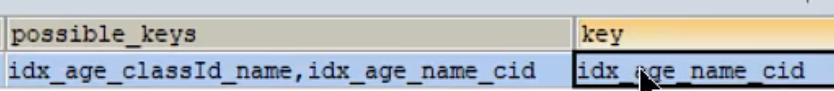 possible_keys key
idx_age_classId_name,idx_age_name_cid idx_age_name_cid